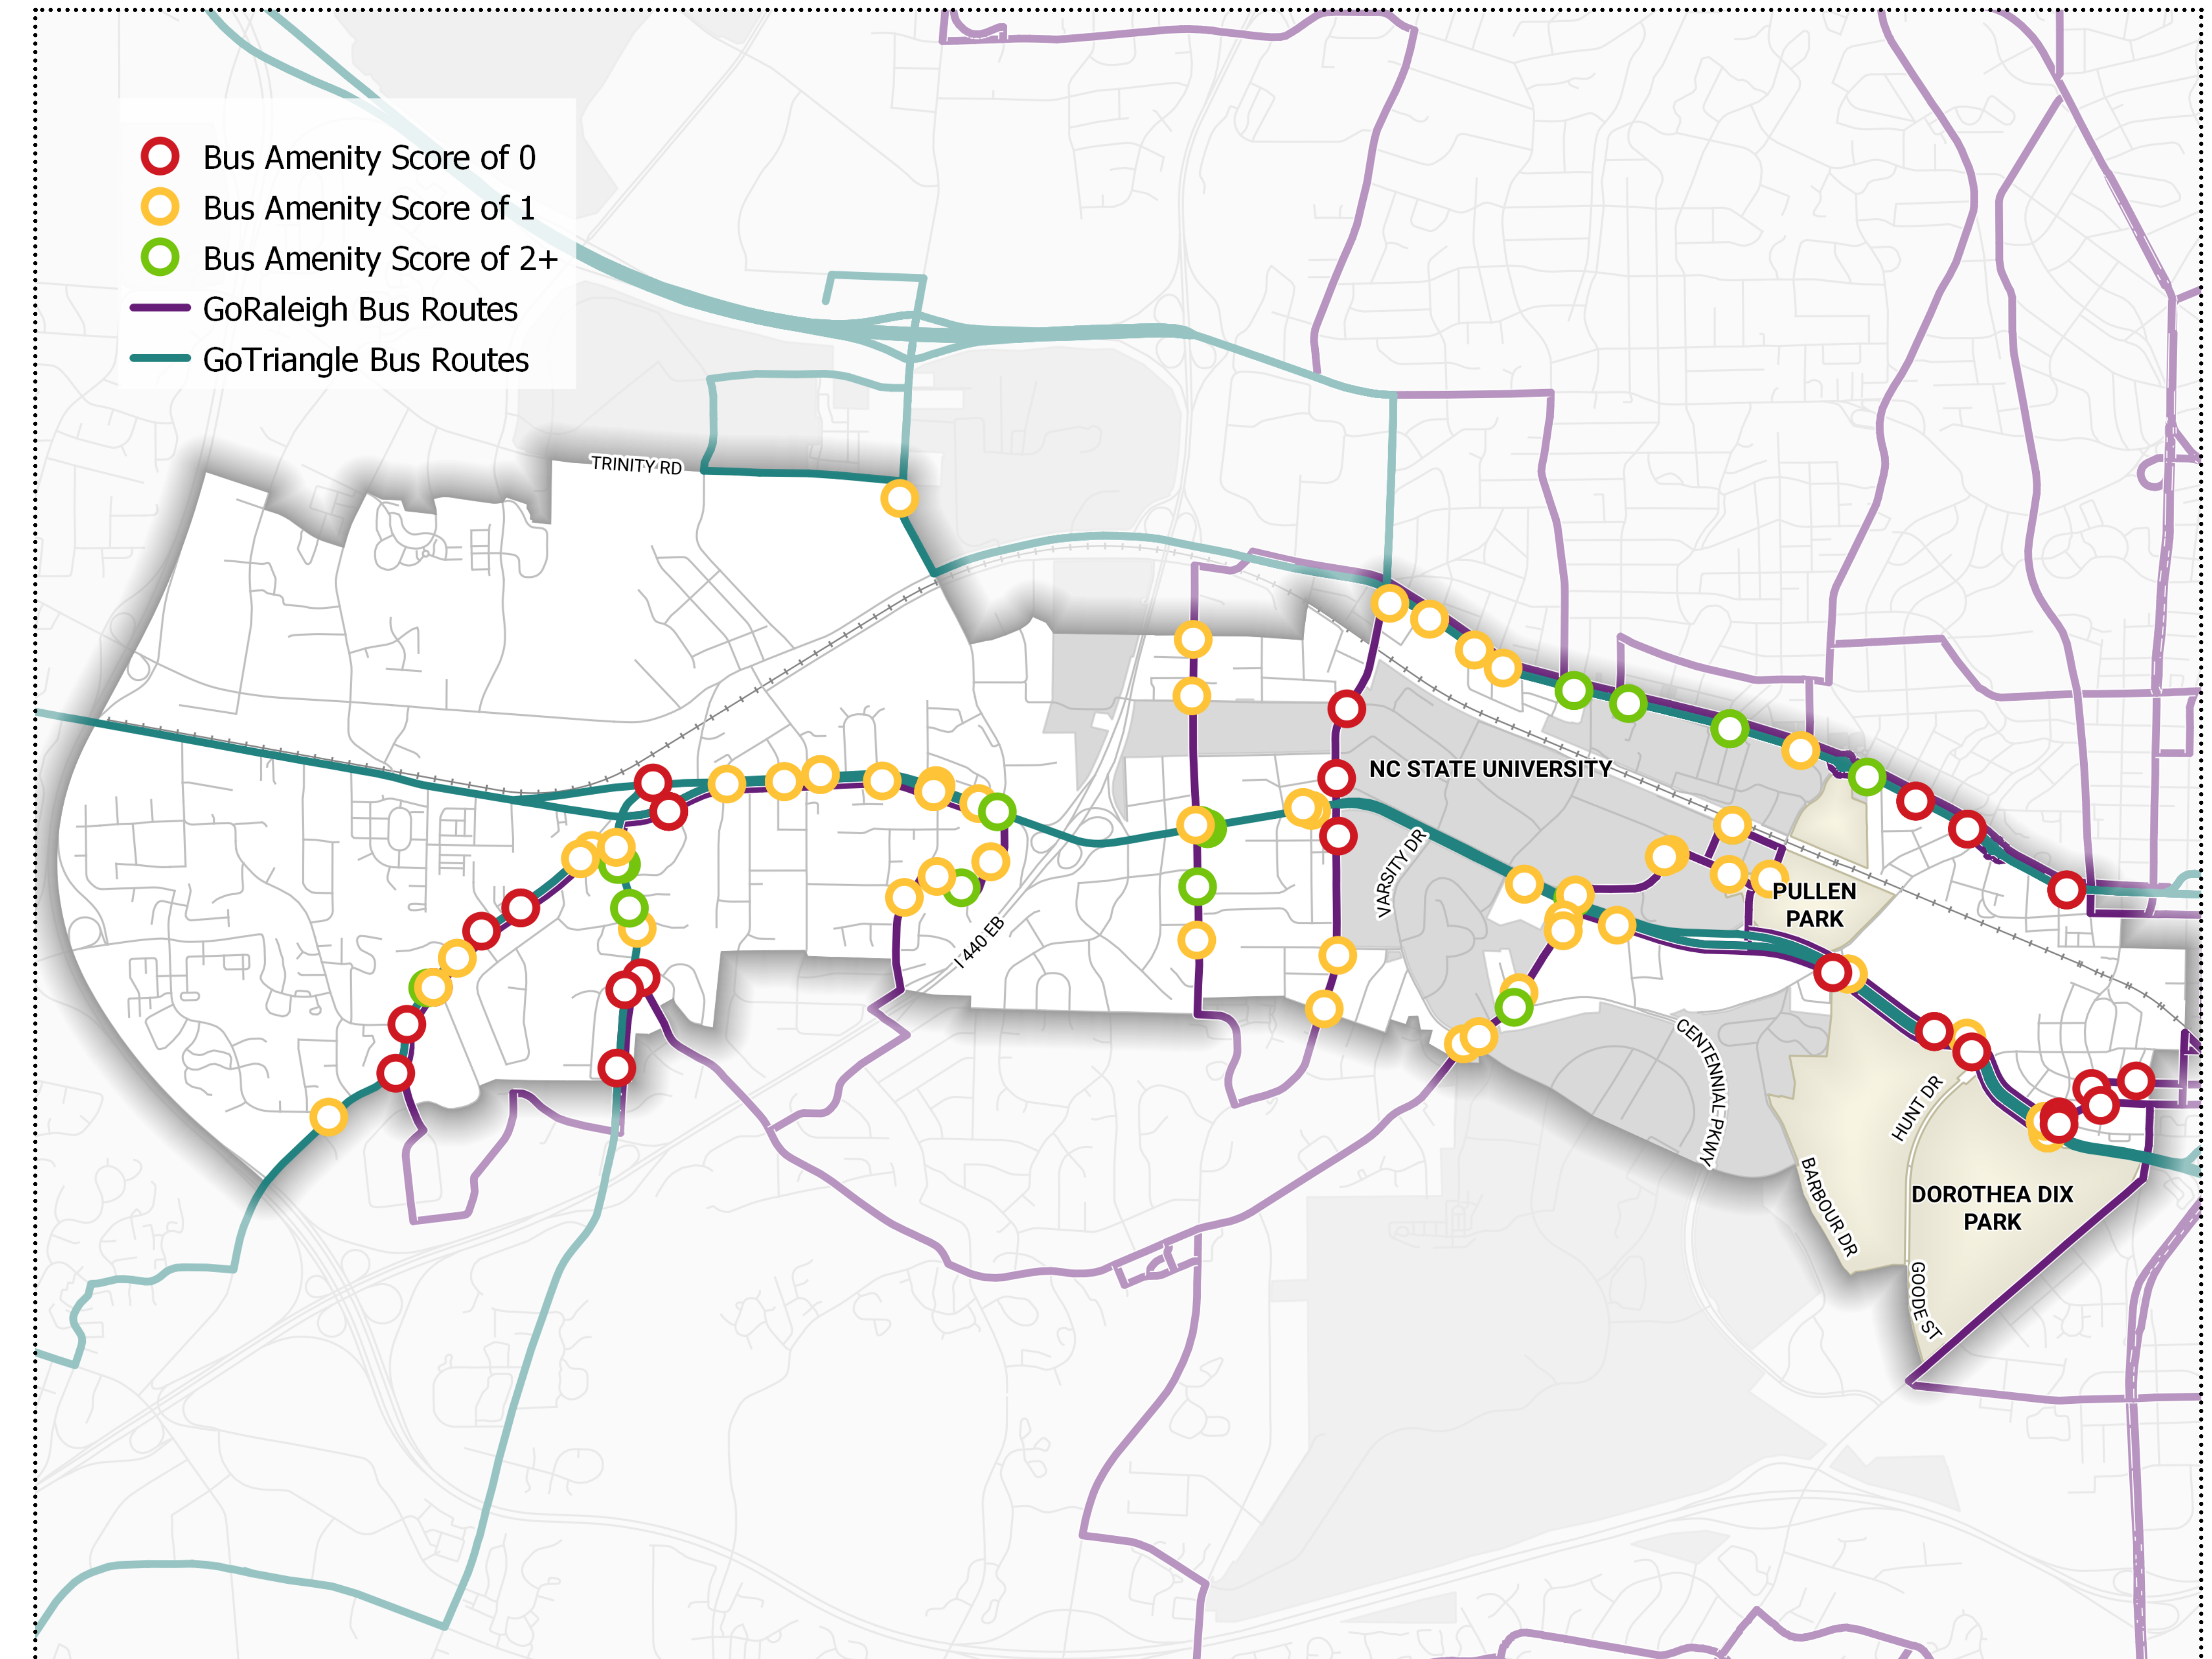 Bus Amenity Score of 0
Bus Amenity Score of 1
Bus Amenity Score of 2+
GoRaleigh Bus Routes
GoTriangle Bus Routes
TRINITY RD
NC STATE UNIVERSITY
VARSITY DR
PULLEN
PARK
I 440 EB
CENTENNIAL PKWY
HUNT DR
BARBOUR DR
DOROTHEA DIX
PARK
GOODE ST